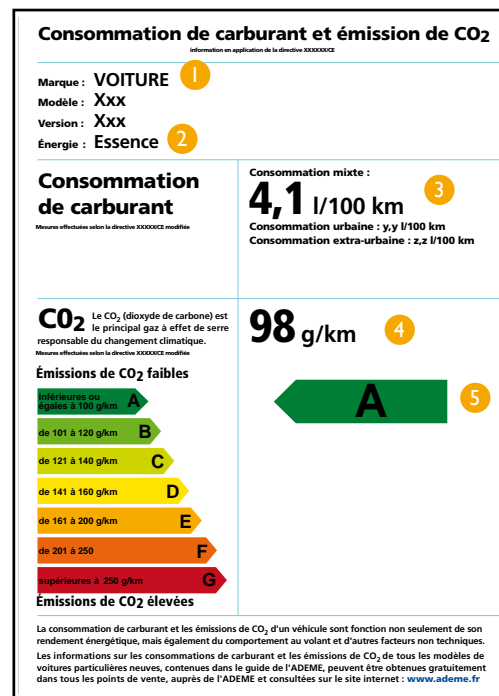 Consommation de carburant et émission de CO2
information en application de la directive XXXXXX/CE
Marque : VOITURE 1
Modèle : Xxx
Version : Xxx
Énergie : Essence 2
Consommation
de carburant
Mesures effectuées selon la directive XXXXX/CE modifiée
Consommation mixte :
4,1 l/100 km 3
Consommation urbaine : y,y l/100 km
Consommation extra-urbaine : z,z l/100 km
CO2 Le CO2 (dioxyde de carbone) est
le principal gaz à effet de serre
responsable du changement climatique.
Mesures effectuées selon la directive XXXXX/CE modifiée
98 g/km 4
Émissions de CO2 faibles
inférieures ou
égales à 100 g/km A
de 101 à 120 g/km B
de 121 à 140 g/km C
de 141 à 160 g/km D
de 161 à 200 g/km E
de 201 à 250 F
supérieures à 250 g/km G
Émissions de CO2 élevées
A 5
La consommation de carburant et les émissions de CO2 d'un véhicule sont fonction non seulement de son
rendement énergétique, mais également du comportement au volant et d'autres facteurs non techniques.
Les informations sur les consommations de carburant et les émissions de CO2 de tous les modèles de
voitures particulières neuves, contenues dans le guide de l'ADEME, peuvent être obtenues gratuitement
dans tous les points de vente, auprès de l'ADEME et consultées sur le site internet : www.ademe.fr